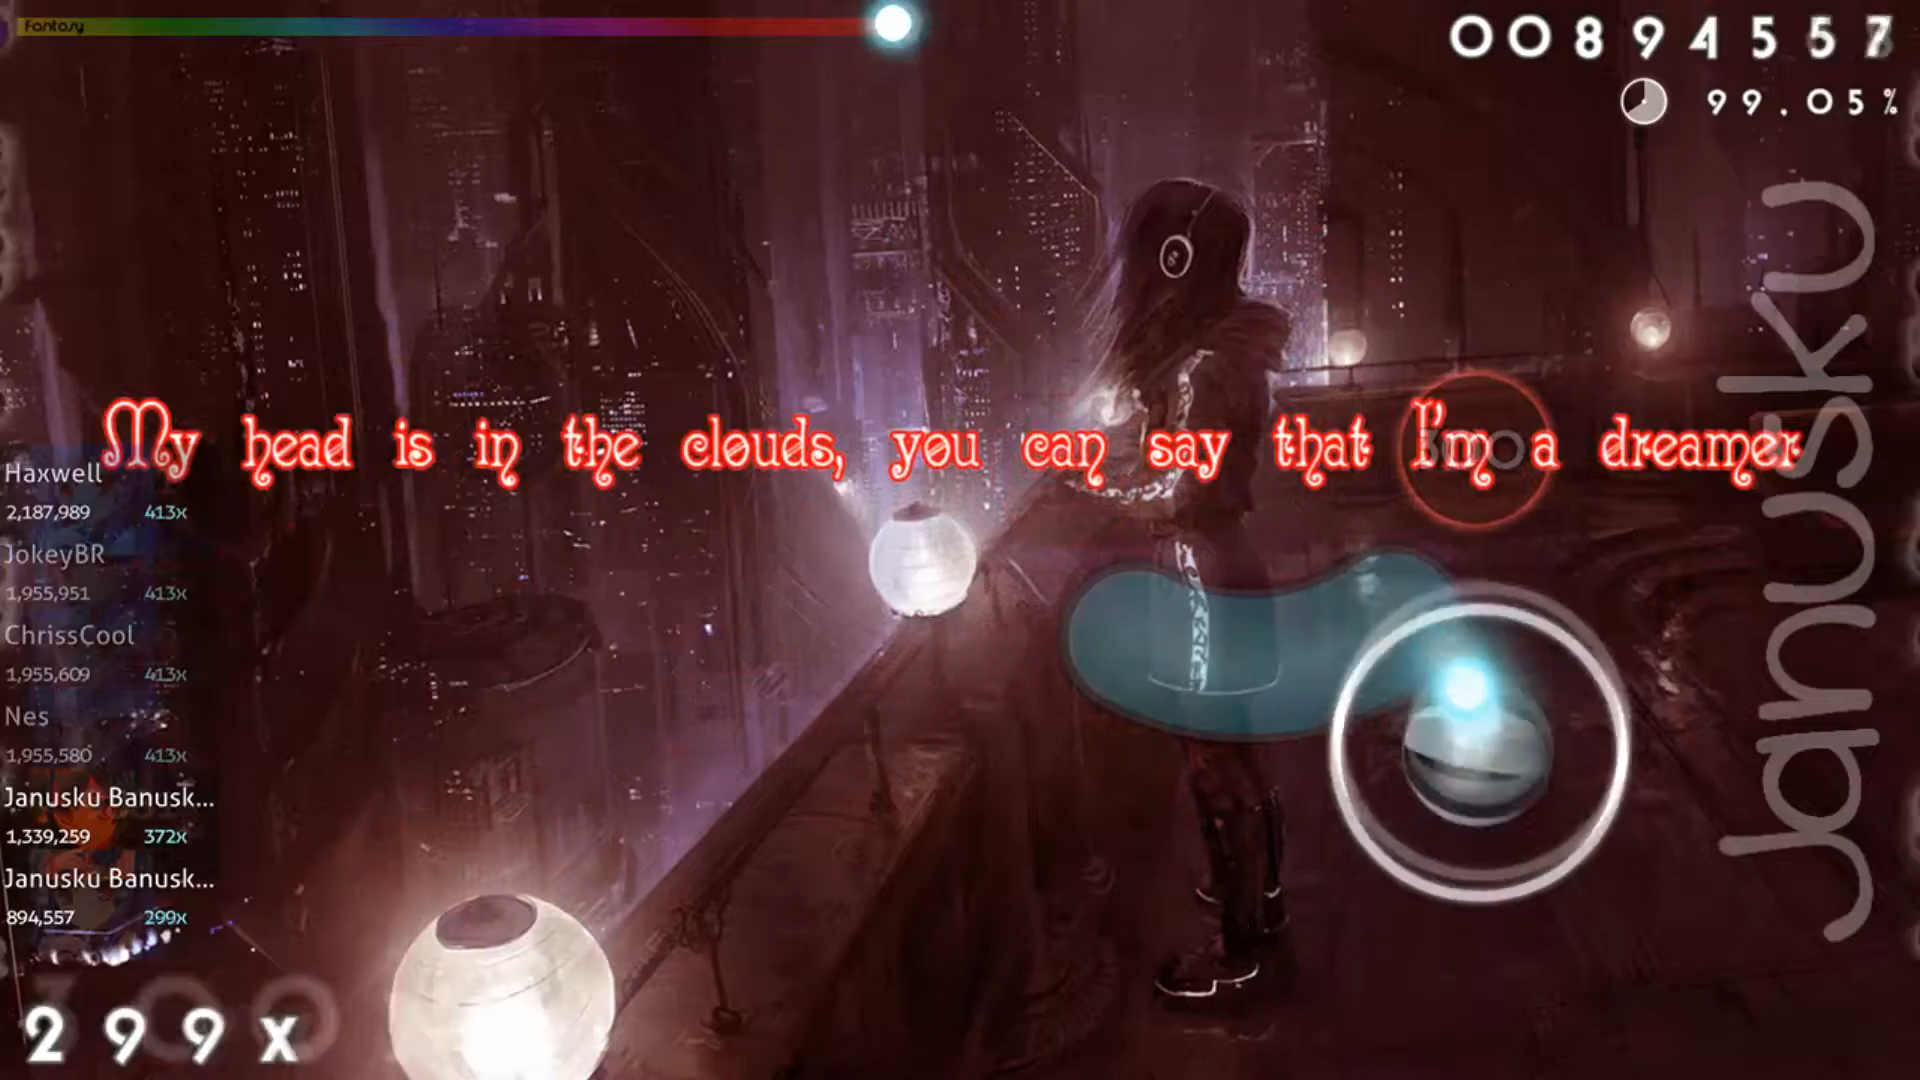 Fantasy
00894557
99.05%
My head is in the clouds, you can say that I'm a dreamer
Haxwell
2,187,989 413x
JokeyBR
1,955,951 413x
ChrissCool
1,955,609 413x
Nes
1,955,580 413x
Janusku Banusk...
1,339,259 372x
Janusku Banusk...
894,557 299x
299x
Janusku